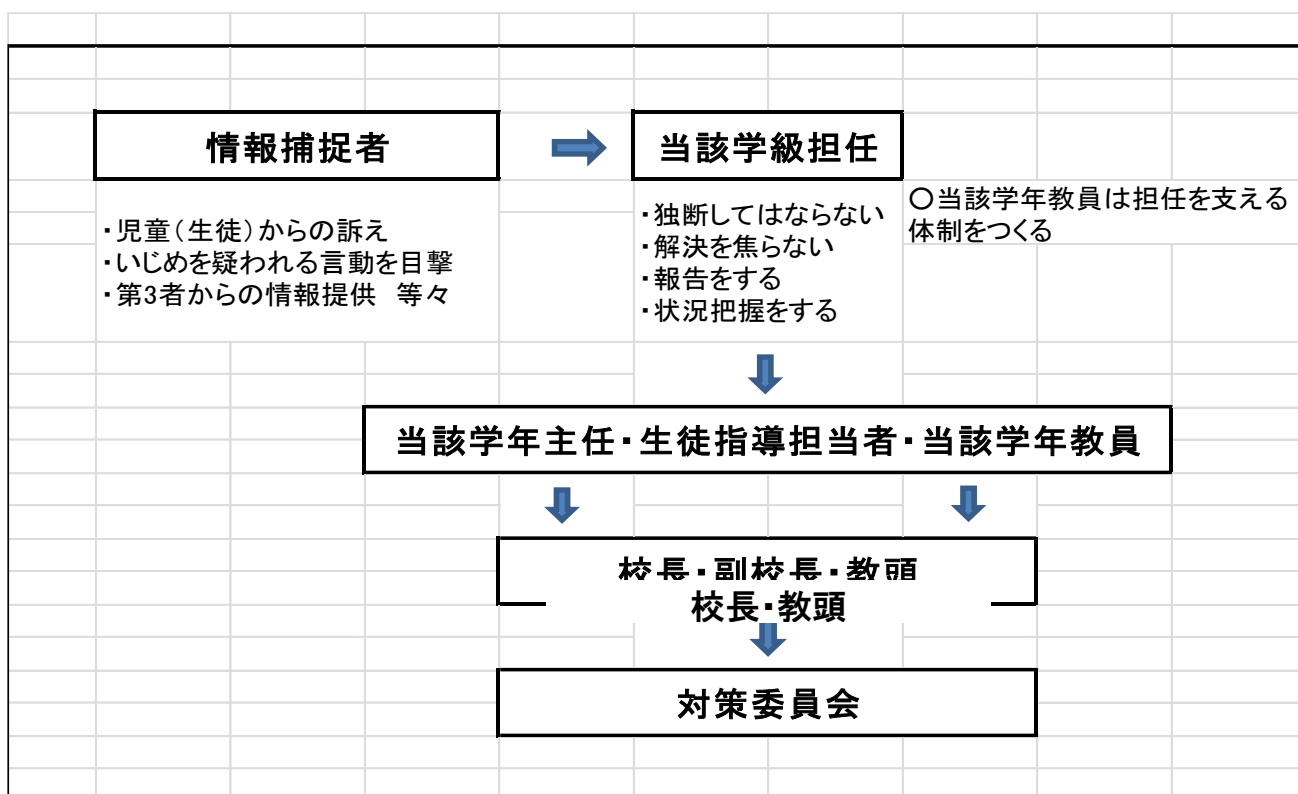 情報捕捉者
当該学級担任
・児童（生徒）からの訴え
・いじめを疑われる言動を目撃
・第3者からの情報提供　等々
・独断してはならない
・解決を焦らない
・報告をする
・状況把握をする
〇当該学年教員は担任を支える
体制をつくる
当該学年主任・生徒指導担当者・当該学年教員
校長・副校長・教頭
校長・教頭
対策委員会